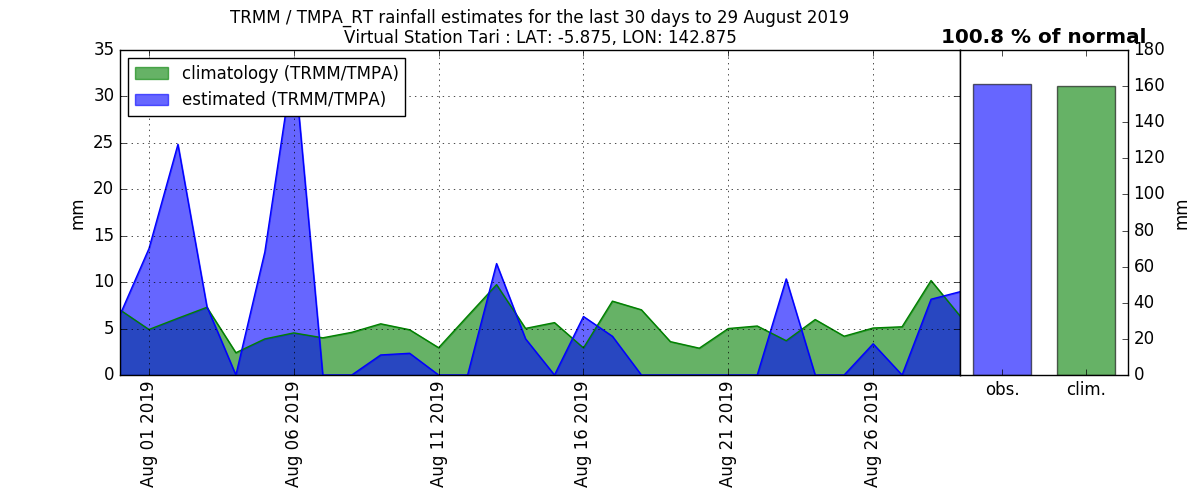 TRMM / TMPA_RT rainfall estimates for the last 30 days to 29 August 2019
Virtual Station Tari : LAT: -5.875, LON: 142.875
100.8 % of normal
climatology (TRMM/TMPA)
estimated (TRMM/TMPA)
35
30
25
20
15
10
5
0
mm
Aug 01 2019
Aug 06 2019
Aug 11 2019
Aug 16 2019
Aug 21 2019
Aug 26 2019
obs.
clim.
180
160
140
120
100
80
60
40
20
0
mm